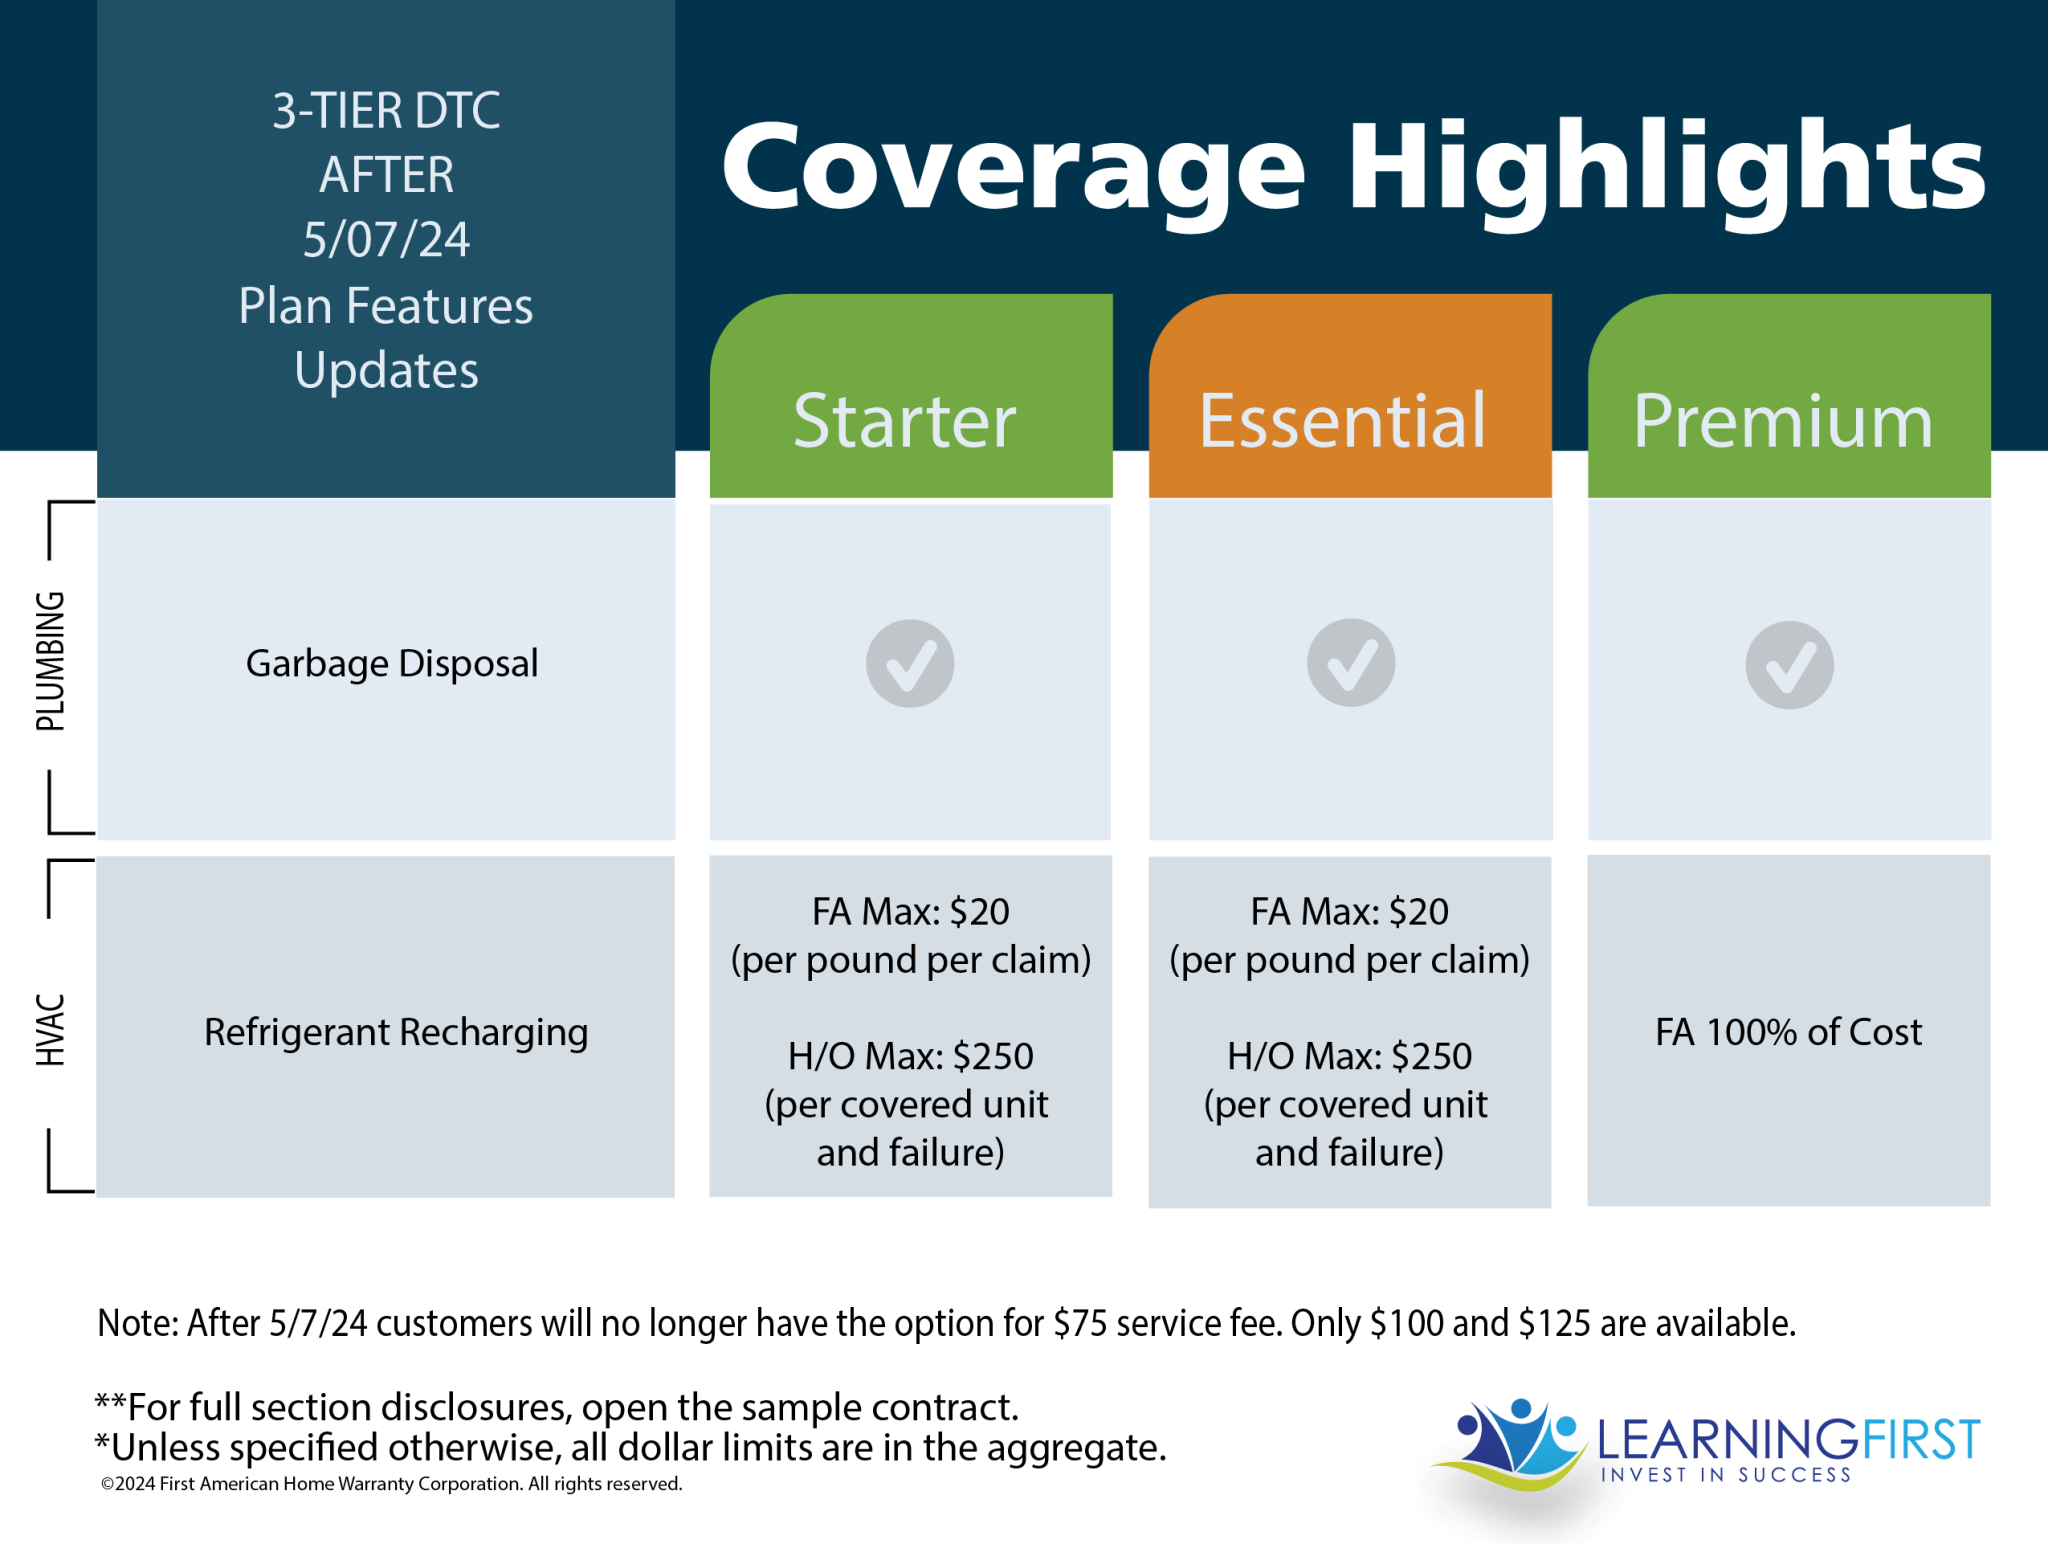 3-TIER DTC
AFTER
5/07/24
Plan Features
Updates
Coverage Highlights
Starter
Essential
Premium
PLUMBING
Garbage Disposal
HVAC
Refrigerant Recharging
FA Max: $20
(per pound per claim)
H/O Max: $250
(per covered unit
and failure)
FA Max: $20
(per pound per claim)
H/O Max: $250
(per covered unit
and failure)
FA 100% of Cost
Note: After 5/7/24 customers will no longer have the option for $75 service fee. Only $100 and $125 are available.
**For full section disclosures, open the sample contract.
*Unless specified otherwise, all dollar limits are in the aggregate.
©2024 First American Home Warranty Corporation. All rights reserved.
LEARNINGFIRST
INVEST IN SUCCESS